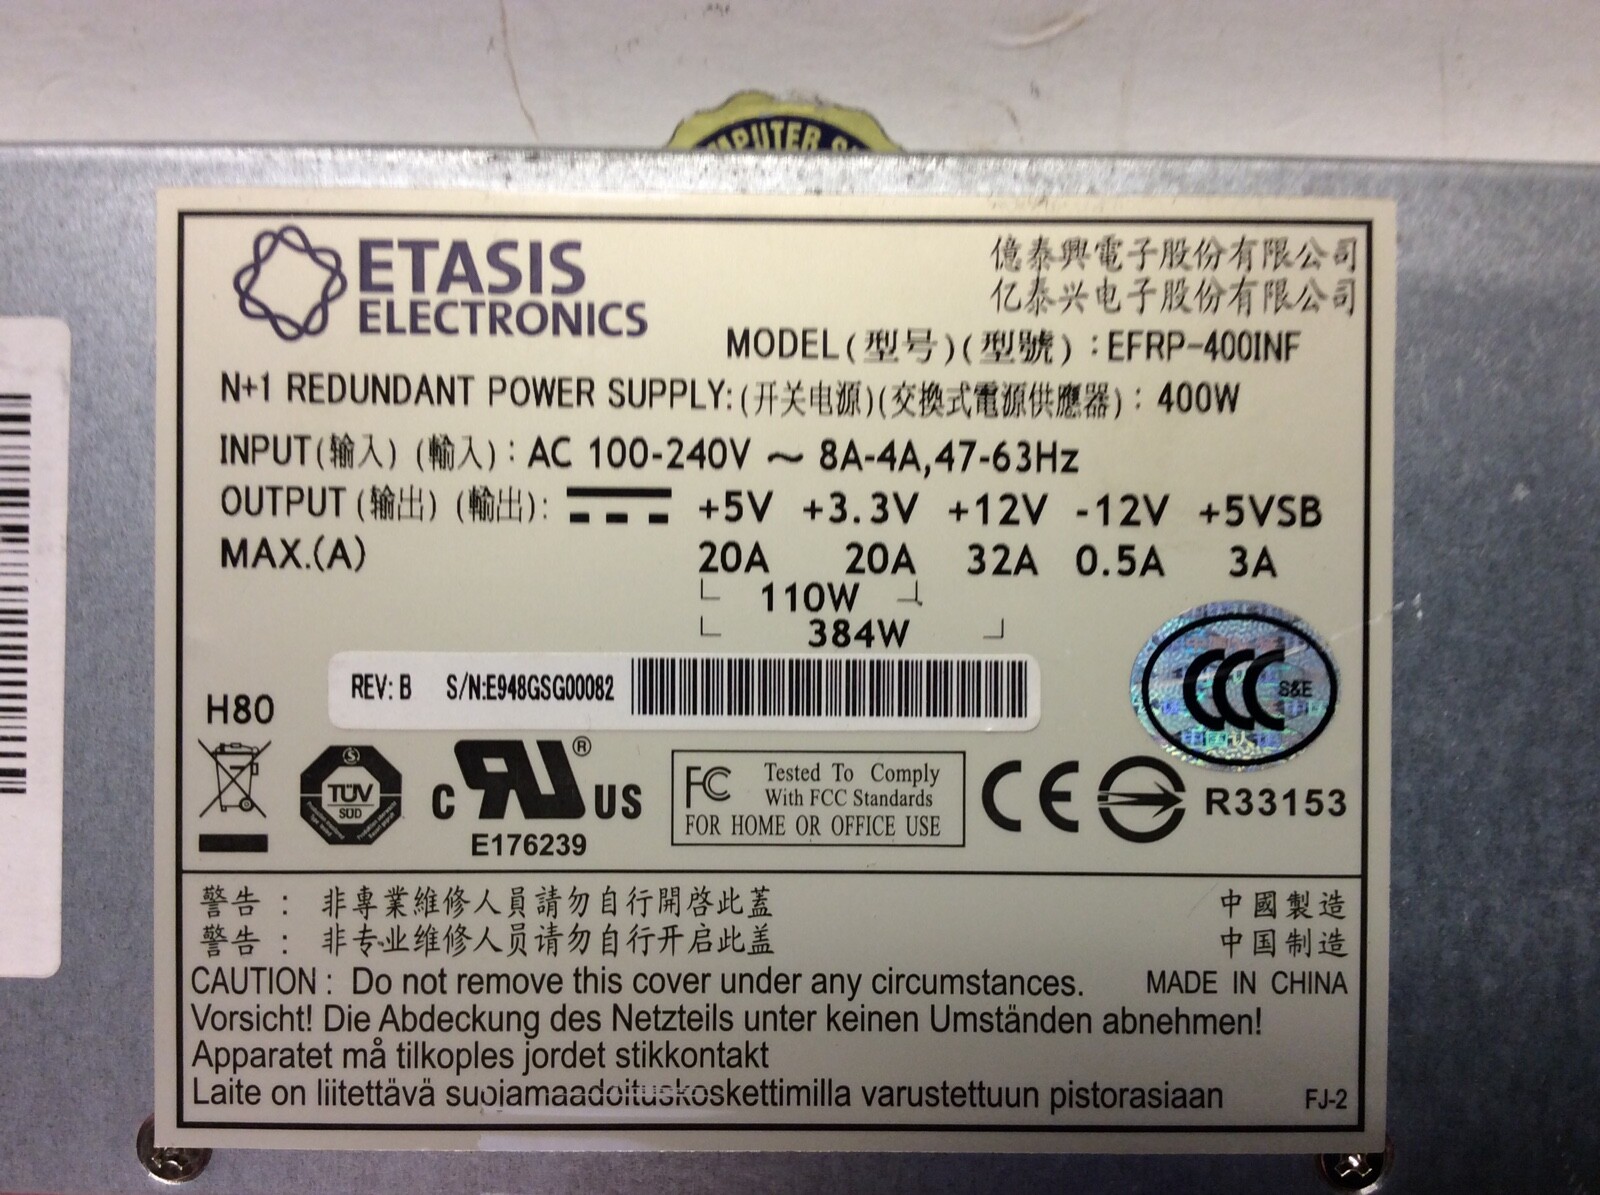 PUTER
ETASIS
ELECTRONICS
億泰興電子股份有限公司
亿泰兴电子股份有限公司
MODEL(型号)(型號):EFRP-400INF
N+1 REDUNDANT POWER SUPPLY:(开关电源)(交換式電源供應器): 400W
INPUT(输入) (輸入): AC 100-240V ~ 8A-4A,47-63Hz
OUTPUT (输出) (輸出): +5V +3.3V +12V -12V +5VSB
MAX.(A) 20A 20A 32A 0.5A 3A
110W
384W
REV: B S/N:E948GSG00082
CCC S&E
H80
TÜV
SÜD
C RU ® US
E176239
FC Tested To Comply
With FCC Standards
FOR HOME OR OFFICE USE
CE
R33153
警告 : 非專業維修人員請勿自行開啓此蓋
中國製造
警告 : 非专业维修人员请勿自行开启此盖
中国制造
CAUTION : Do not remove this cover under any circumstances. MADE IN CHINA
Vorsicht! Die Abdeckung des Netzteils unter keinen Umständen abnehmen!
Apparatet må tilkoples jordet stikkontakt
Laite on liitettävä suoiamaadoituskoskettimilla varustettuun pistorasiaan FJ-2